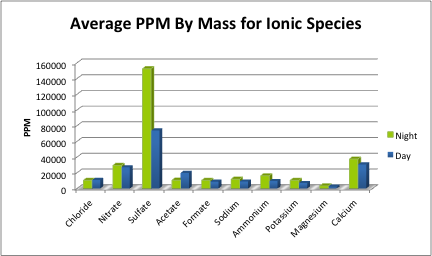 Average PPM By Mass for Ionic Species
160000
140000
120000
100000
80000
60000
40000
20000
0
PPM
Chloride
Nitrate
Sulfate
Acetate
Formate
Sodium
Ammonium
Potassium
Magnesium
Calcium
Night
Day